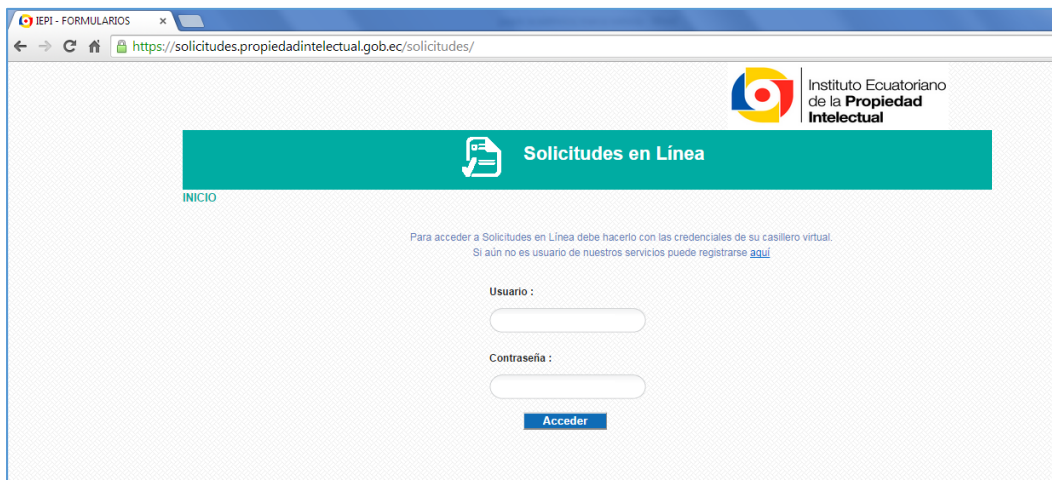 IEPI - FORMULARIOS
https://solicitudes.propiedadintelectual.gob.ec/solicitudes/
Instituto Ecuatoriano
de la Propiedad
Intelectual
Solicitudes en Línea
INICIO
Para acceder a Solicitudes en Línea debe hacerlo con las credenciales de su casillero virtual.
Si aún no es usuario de nuestros servicios puede registrarse aquí
Usuario :
Contraseña :
Acceder